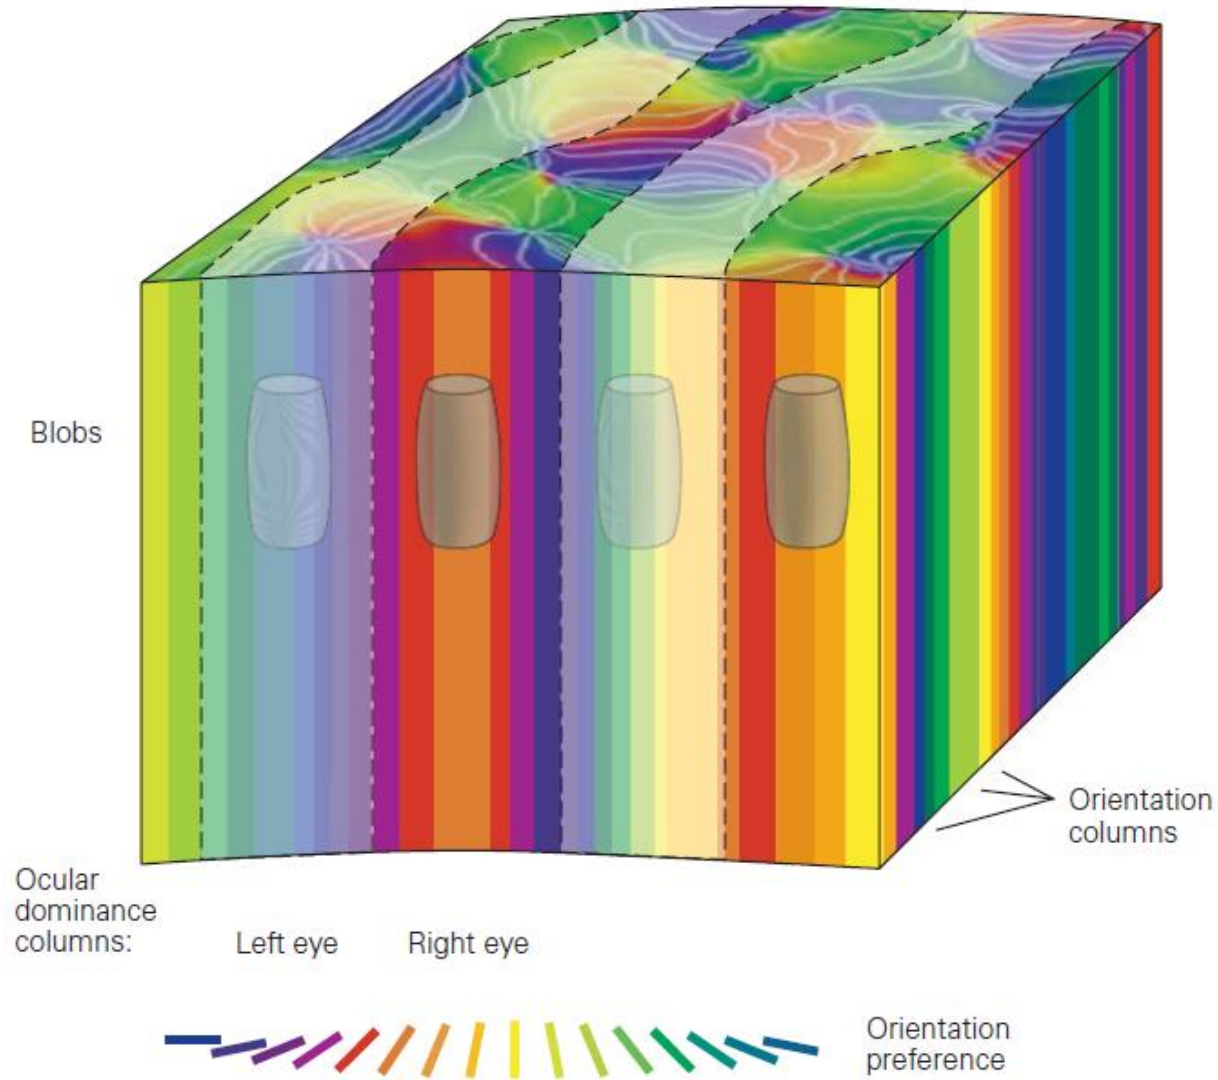 Blobs
Orientation
columns
Ocular
dominance
columns:
Left eye
Right eye
Orientation
preference